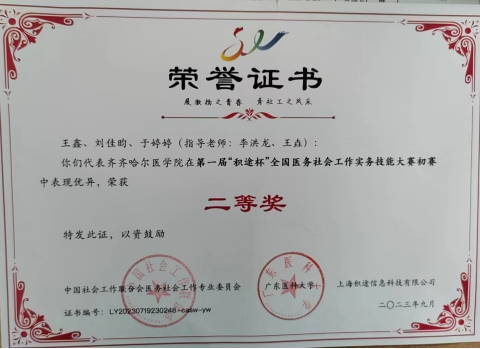 荣誉证书
展激扬之青春 秀社工之风采
王鑫、刘佳昀、于婷婷（指导老师：李洪龙、王垚）：
你们代表齐齐哈尔医学院在第一届“积途杯”全国医务社会工作实务技能大赛初赛
中表现优异，荣获
二等奖
特发此证，以资鼓励
中国社会工作联合会医务社会工作专业委员会 广东医科大学 上海积途信息科技有限公司
证书编号：LY20230719230248-casw-yw 二〇二三年九月